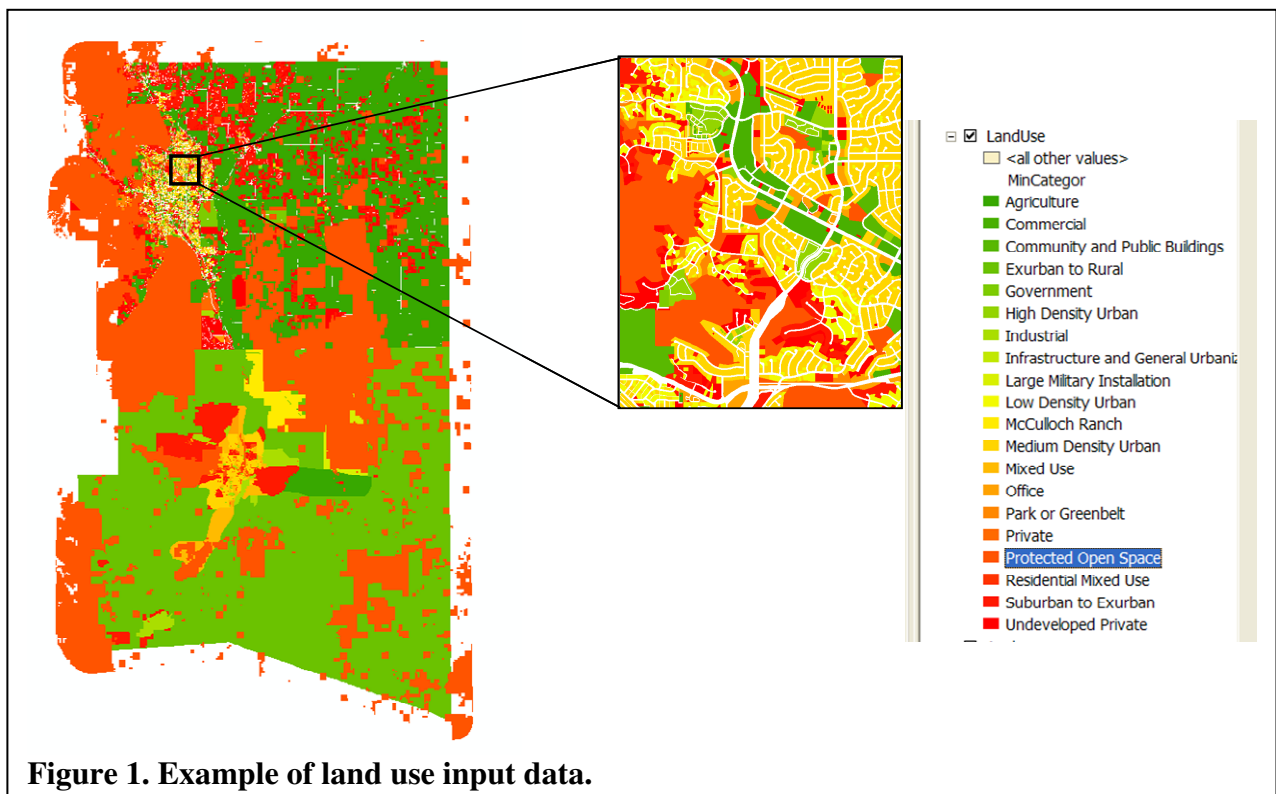 LandUse
<all other values>
MinCategor
Agriculture
Commercial
Community and Public Buildings
Exurban to Rural
Government
High Density Urban
Industrial
Infrastructure and General Urbaniz
Large Military Installation
Low Density Urban
McCulloch Ranch
Medium Density Urban
Mixed Use
Office
Park or Greenbelt
Private
Protected Open Space
Residential Mixed Use
Suburban to Exurban
Undeveloped Private
Figure 1. Example of land use input data.